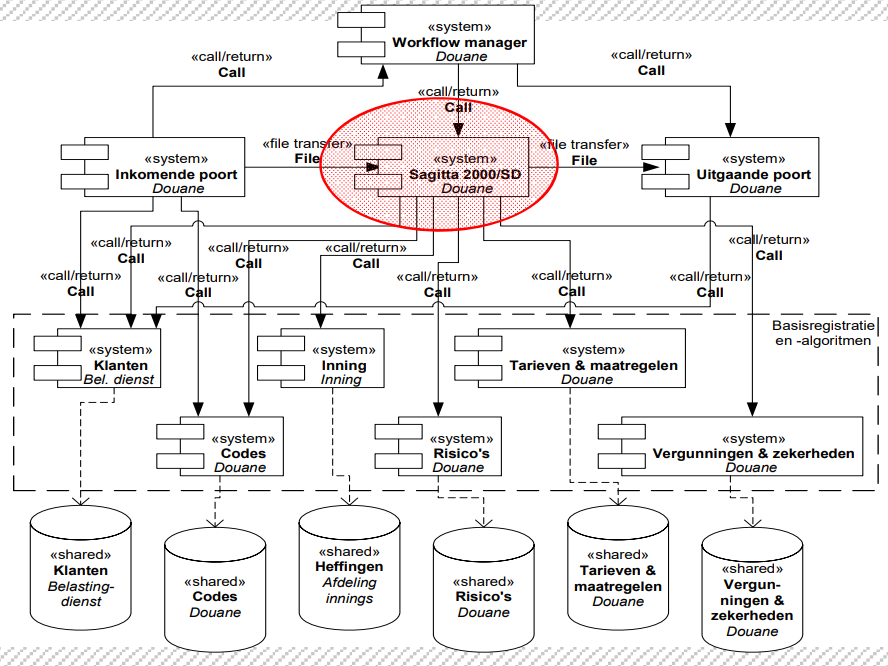 «system»
Workflow manager
Douane
«call/return»
Call
«call/return»
Call
«call/return»
Call
«system»
Inkomende poort
Douane
«file transfer»
File
«system»
Sagitta 2000/SD
Douane
«file transfer»
File
«system»
Uitgaande poort
Douane
«call/return»
Call
«call/return»
Call
«call/return»
Call
«call/return»
Call
«call/return»
Call
«call/return»
Call
«call/return»
Call
«call/return»
Call
«call/return»
Call
Basisregistratie
en -algoritmen
«system»
Klanten
Bel. dienst
«system»
Inning
Inning
«system»
Tarieven & maatregelen
Douane
«system»
Codes
Douane
«system»
Risico's
Douane
«system»
Vergunningen & zekerheden
Douane
«shared»
Klanten
Belasting-
dienst
«shared»
Codes
Douane
«shared»
Heffingen
Afdeling
innings
«shared»
Risico's
Douane
«shared»
Tarieven &
maatregelen
Douane
«shared»
Vergun-
ningen &
zekerheden
Douane